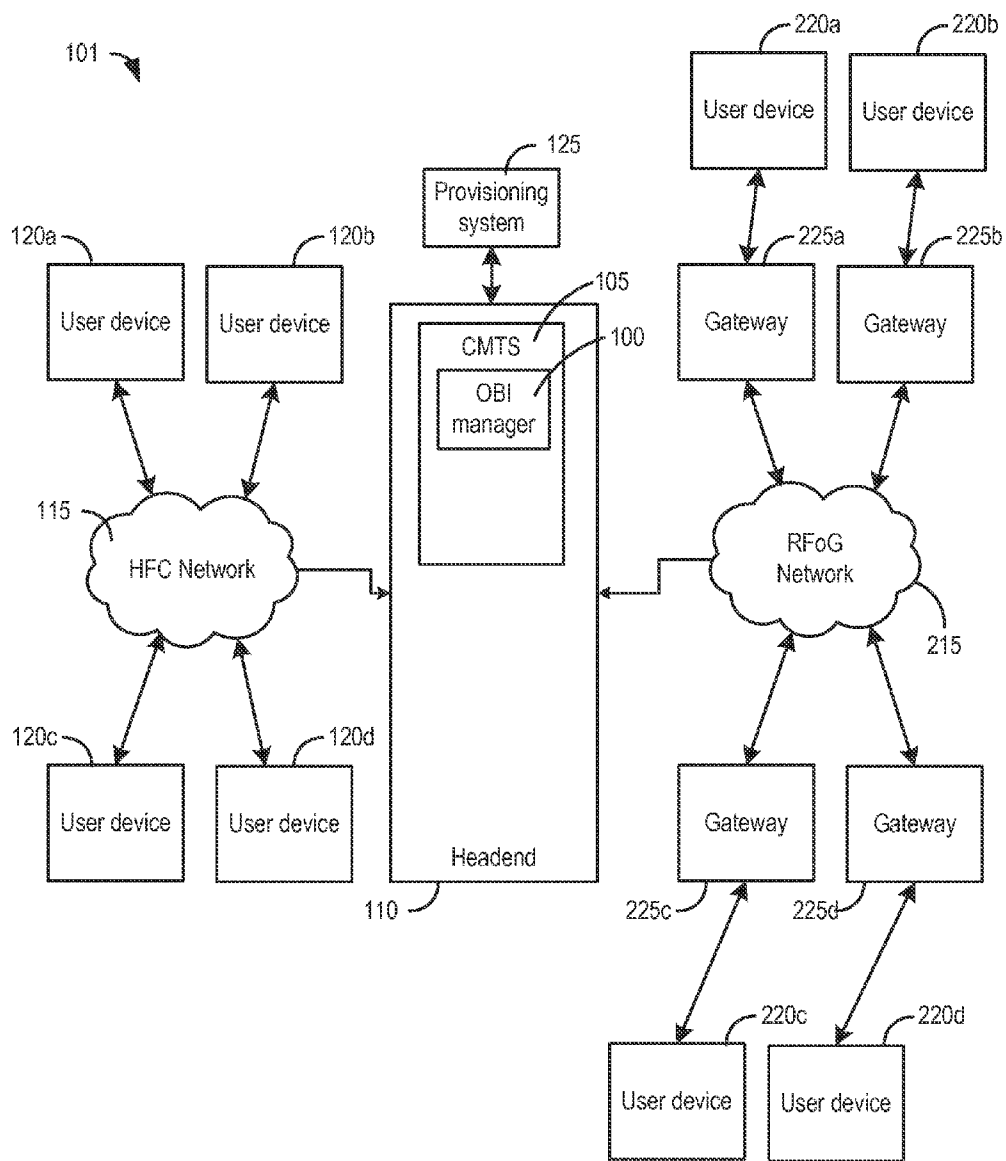 101
220a
220b
User device
User device
125
Provisioning
system
120a
120b
225a
225b
User device
User device
105
CMTS
100
OBI
manager
Gateway
Gateway
115
HFC Network
RFoG
Network
215
120c
120d
User device
User device
Gateway
Gateway
Headend
110
225c
225d
220c
220d
User device
User device